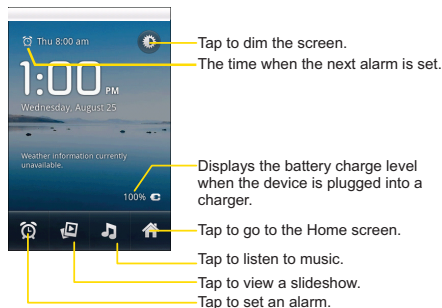 Thu 8:00 am
Tap to dim the screen.
The time when the next alarm is set.
1:00 PM
Wednesday, August 25
Weather information currently
unavailable.
Displays the battery charge level
when the device is plugged into a
charger.
100%
Tap to go to the Home screen.
Tap to listen to music.
Tap to view a slideshow.
Tap to set an alarm.